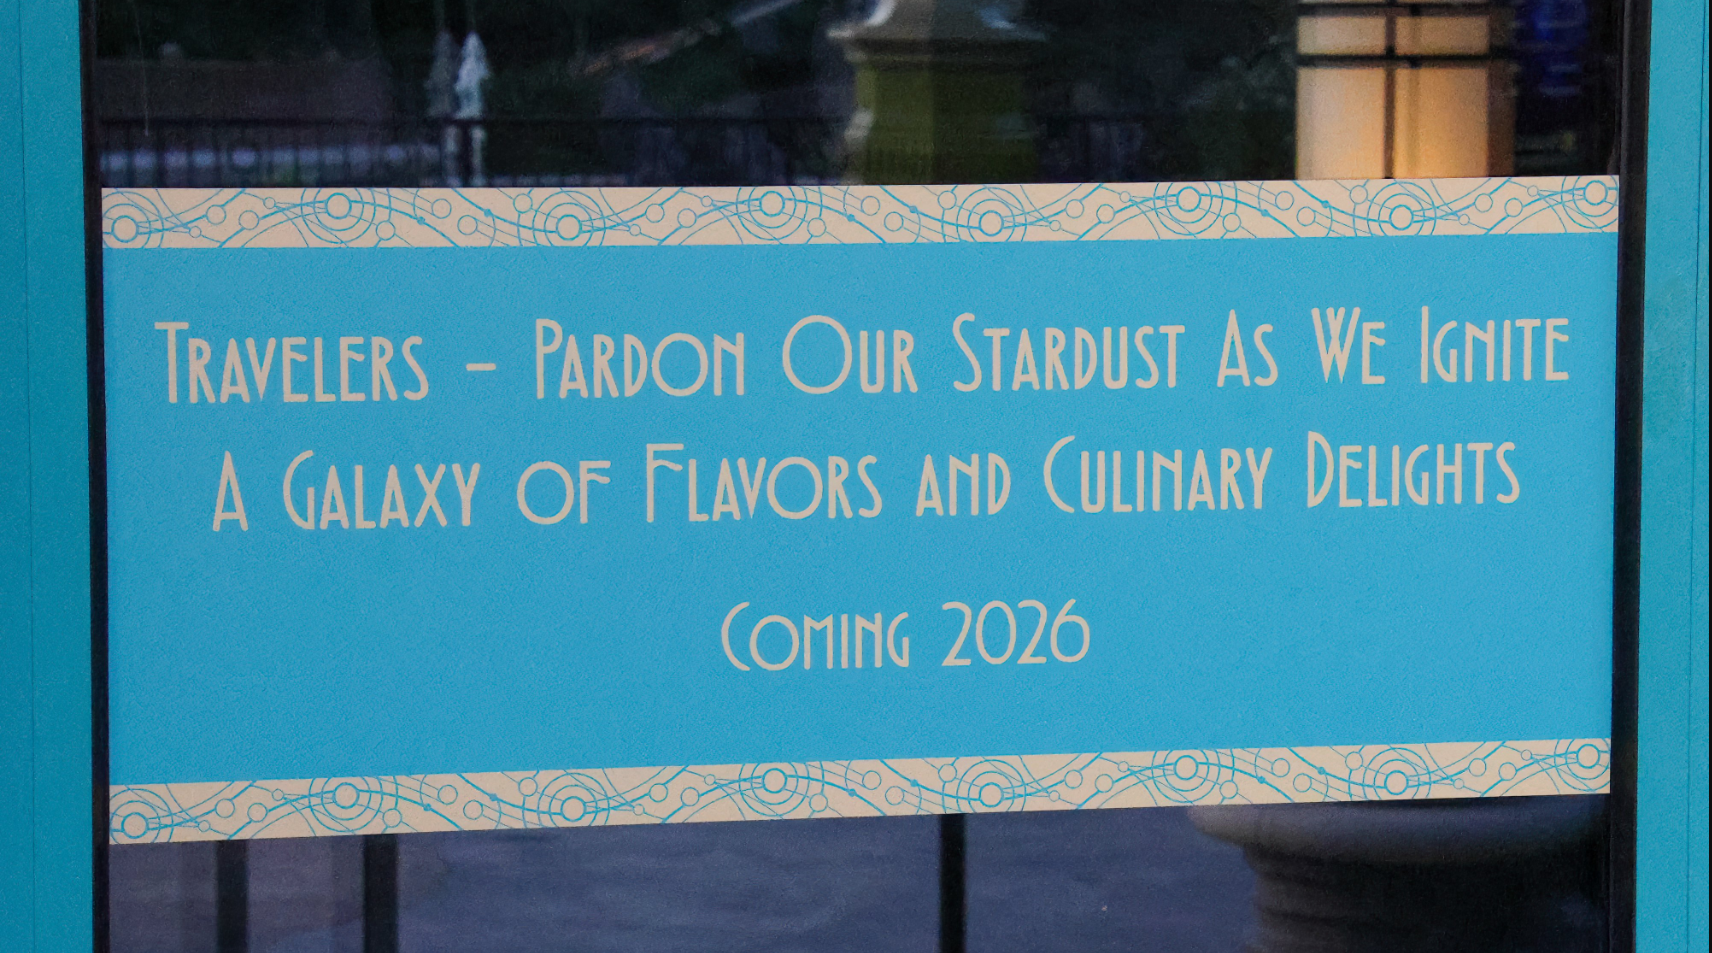 Travelers - Pardon Our Stardust As We Ignite
A Galaxy of Flavors and Culinary Delights
Coming 2026